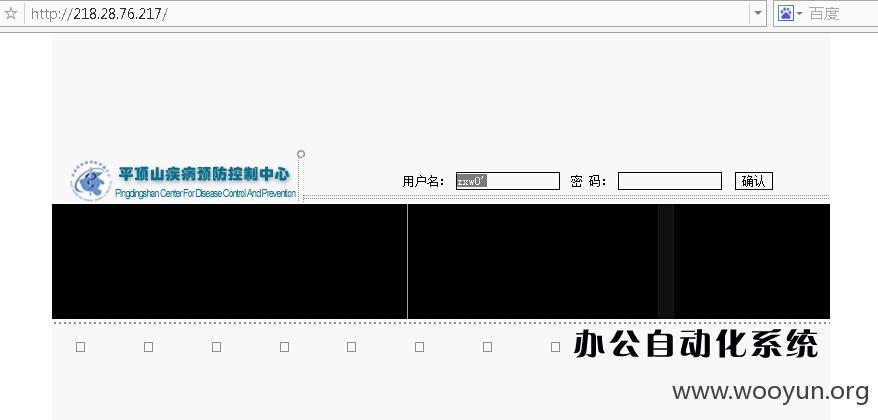 http://218.28.76.217/
百度
平顶山疾病预防控制中心
Pingdingshan Center For Disease Control And Prevention
用户名: zxw0' 密 码: 确认
办公自动化系统
www.wooyun.org